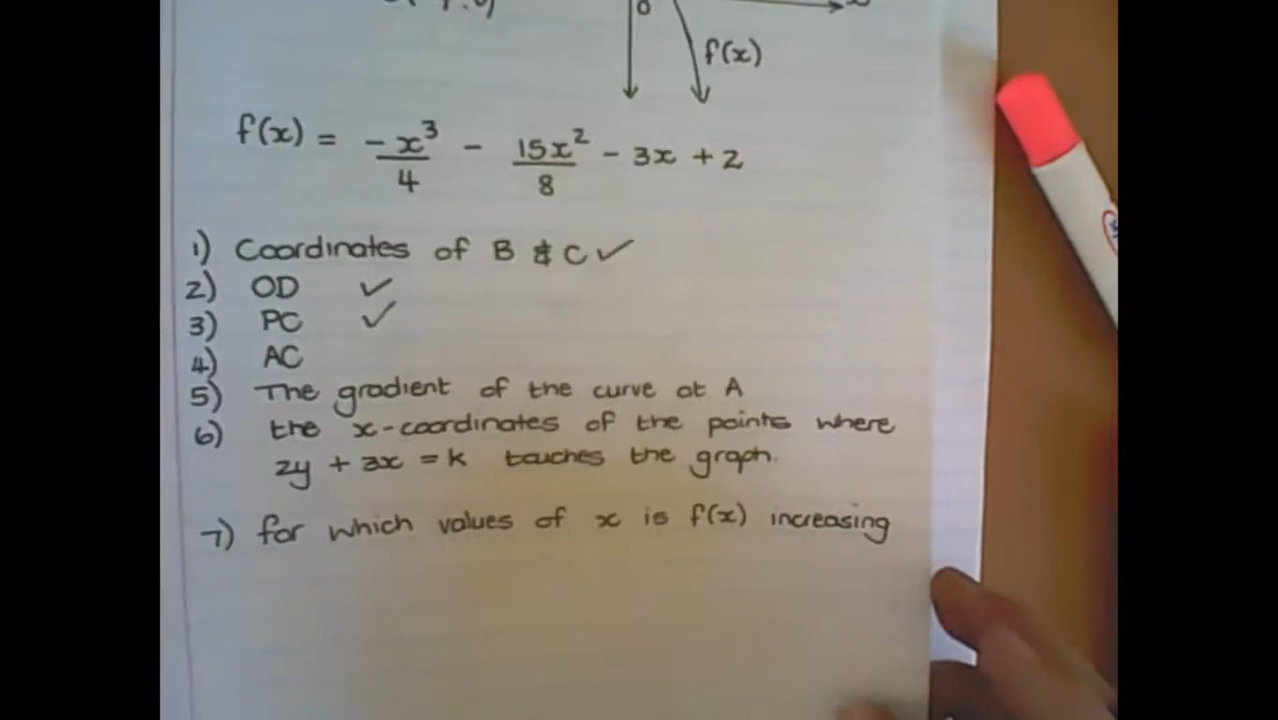 0
f(x)
f(x) = -x³/4 - 15x²/8 - 3x + 2
1) Coordinates of B & C ✓
2) OD ✓
3) PC ✓
4) AC
5) The gradient of the curve at A
6) the x-coordinates of the points where
2y + 3x = k touches the graph.
7) for which values of x is f(x) increasing